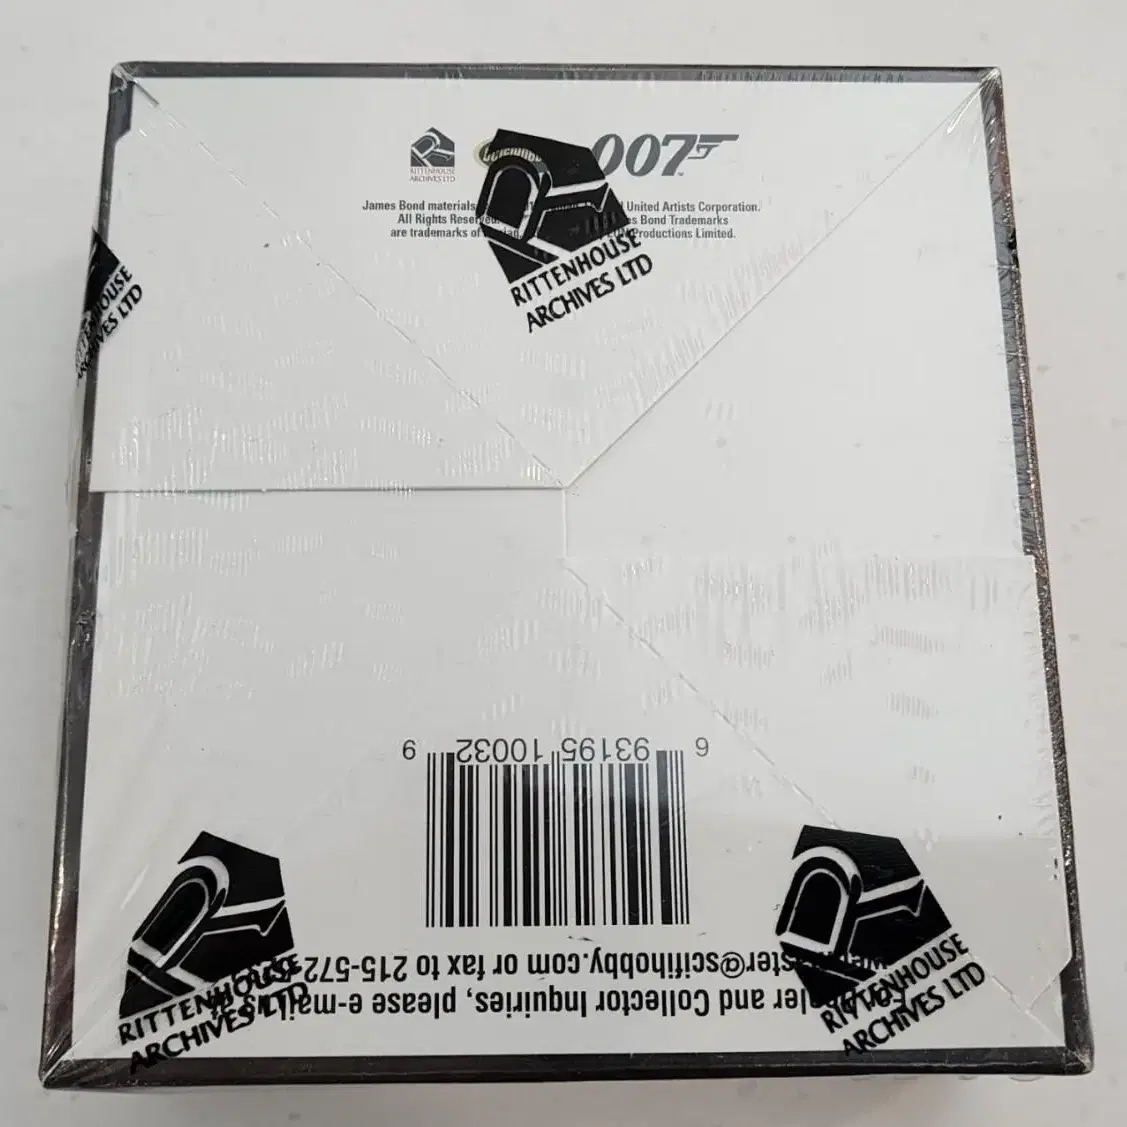 RITTENHOUSE
ARCHIVES LTD
007
James Bond materials United Artists Corporation.
All Rights Reserved. Bond Trademarks
are trademarks of Productions Limited.
RITTENHOUSE
ARCHIVES LTD
ARCHIVES LTD
6 93195 10032 9
and Collector Inquiries, please e-mail:
@scifihobby.com or fax to 215-572
RITTENHOUSE
ARCHIVES LTD
RITTENHOUSE
ARCHIVES LTD